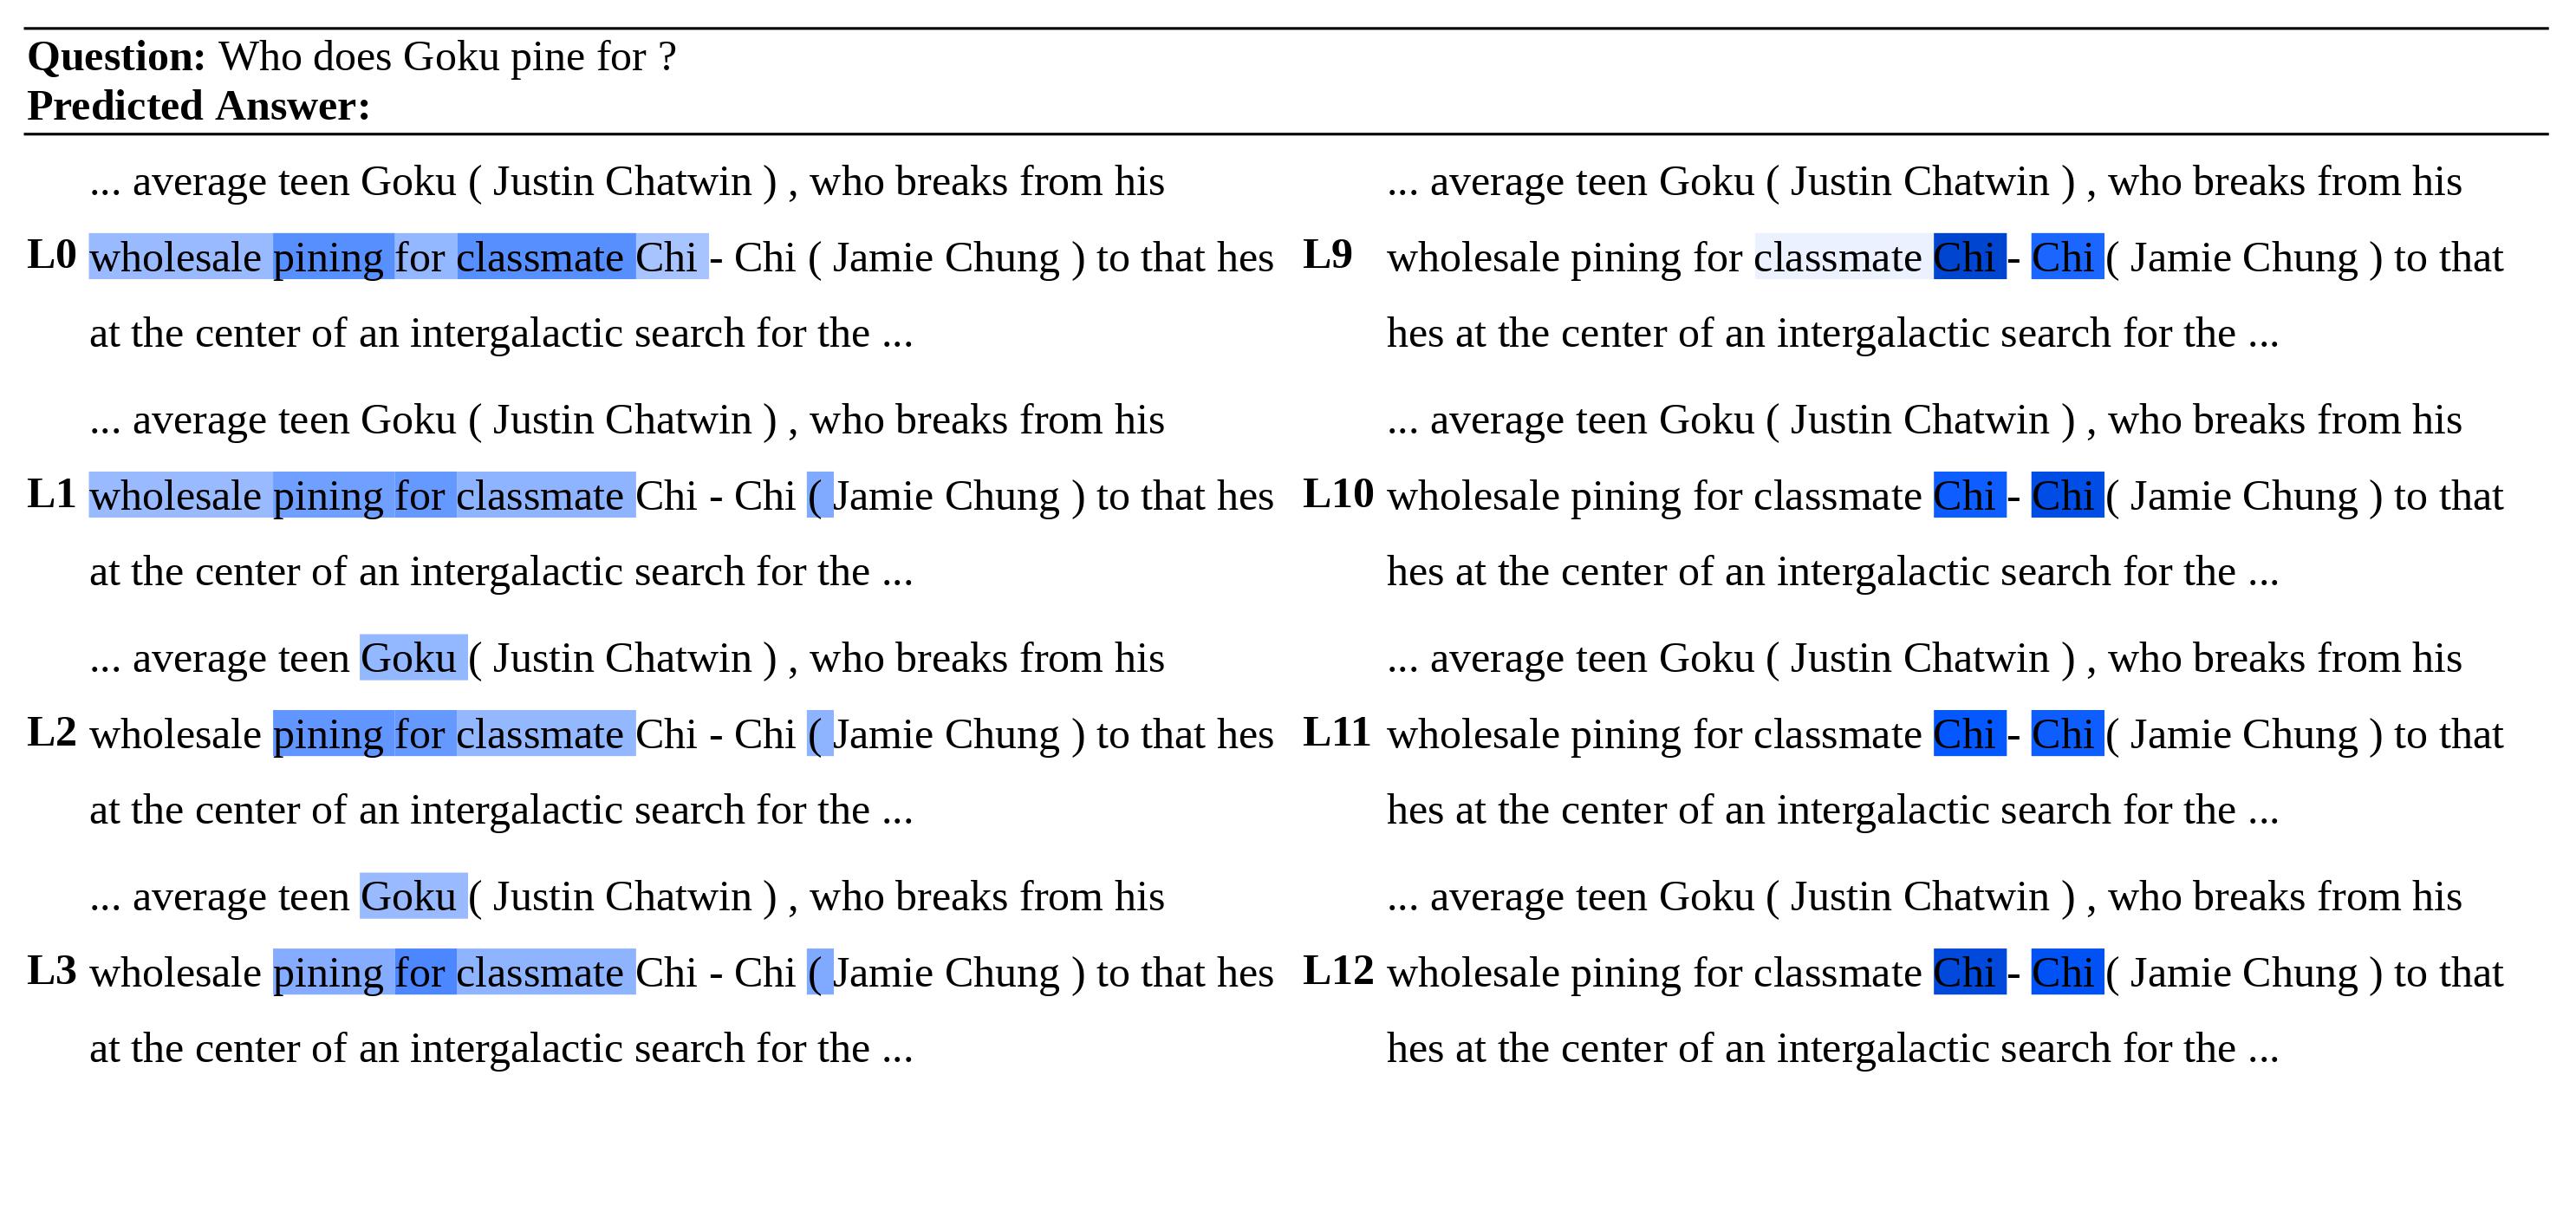 Question: Who does Goku pine for ?
Predicted Answer:
... average teen Goku ( Justin Chatwin ) , who breaks from his
L0 wholesale pining for classmate Chi - Chi ( Jamie Chung ) to that hes
at the center of an intergalactic search for the ...
... average teen Goku ( Justin Chatwin ) , who breaks from his
L1 wholesale pining for classmate Chi - Chi ( Jamie Chung ) to that hes
at the center of an intergalactic search for the ...
... average teen Goku ( Justin Chatwin ) , who breaks from his
L2 wholesale pining for classmate Chi - Chi ( Jamie Chung ) to that hes
at the center of an intergalactic search for the ...
... average teen Goku ( Justin Chatwin ) , who breaks from his
L3 wholesale pining for classmate Chi - Chi ( Jamie Chung ) to that hes
at the center of an intergalactic search for the ...
... average teen Goku ( Justin Chatwin ) , who breaks from his
L9 wholesale pining for classmate Chi - Chi ( Jamie Chung ) to that
hes at the center of an intergalactic search for the ...
... average teen Goku ( Justin Chatwin ) , who breaks from his
L10 wholesale pining for classmate Chi - Chi ( Jamie Chung ) to that
hes at the center of an intergalactic search for the ...
... average teen Goku ( Justin Chatwin ) , who breaks from his
L11 wholesale pining for classmate Chi - Chi ( Jamie Chung ) to that
hes at the center of an intergalactic search for the ...
... average teen Goku ( Justin Chatwin ) , who breaks from his
L12 wholesale pining for classmate Chi - Chi ( Jamie Chung ) to that
hes at the center of an intergalactic search for the ...